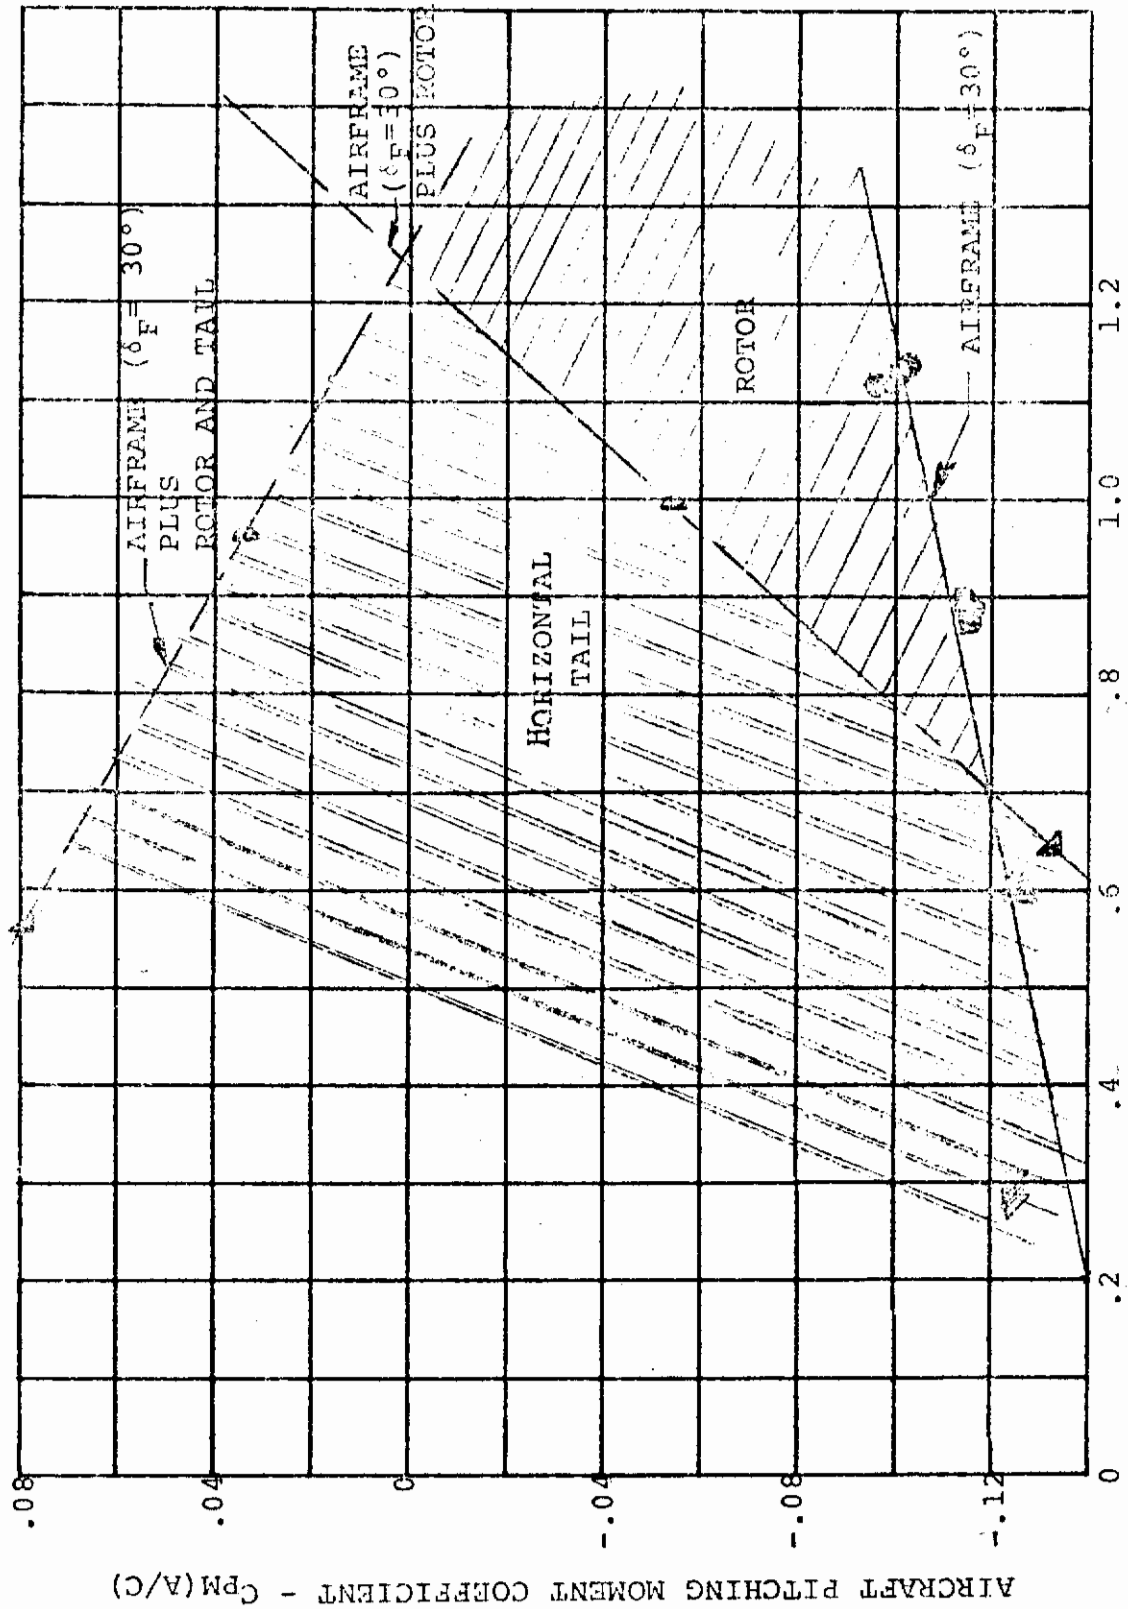 AIRFRAME (δF= 30°)
PLUS
ROTOR AND TAIL
AIRFRAME
(δF=30°)
PLUS ROTOR
HORIZONTAL
TAIL
ROTOR
AIRFRAME (δF=30°)
.08
.04
0
-.04
-.08
-.12
0
.2
.4
.6
.8
1.0
1.2
AIRCRAFT PITCHING MOMENT COEFFICIENT - CPM(A/C)